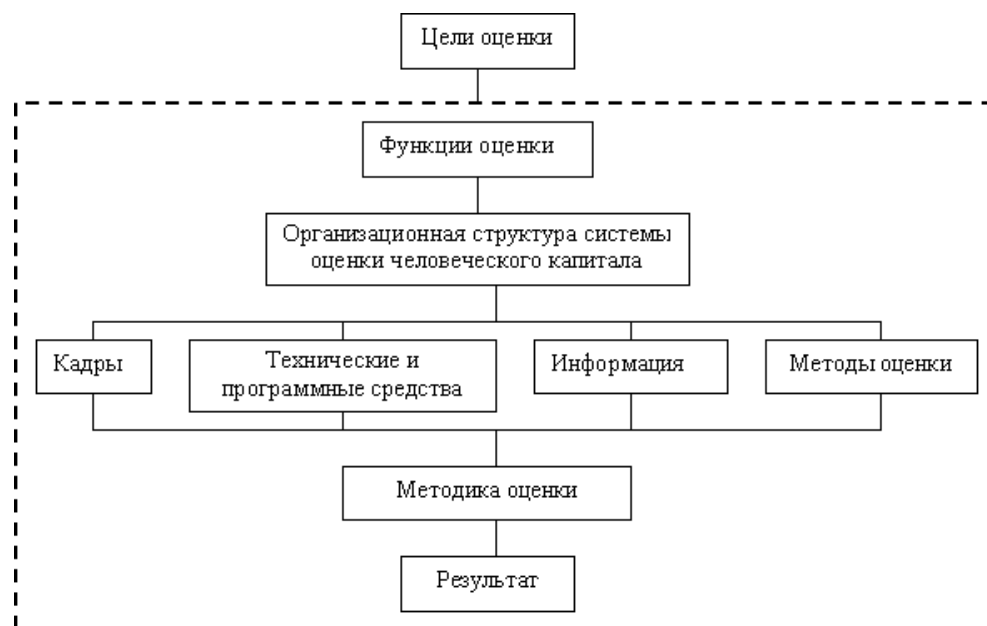 Цели оценки
Функции оценки
Организационная структура системы
оценки человеческого капитала
Кадры
Технические и
программные средства
Информация
Методы оценки
Методика оценки
Результат